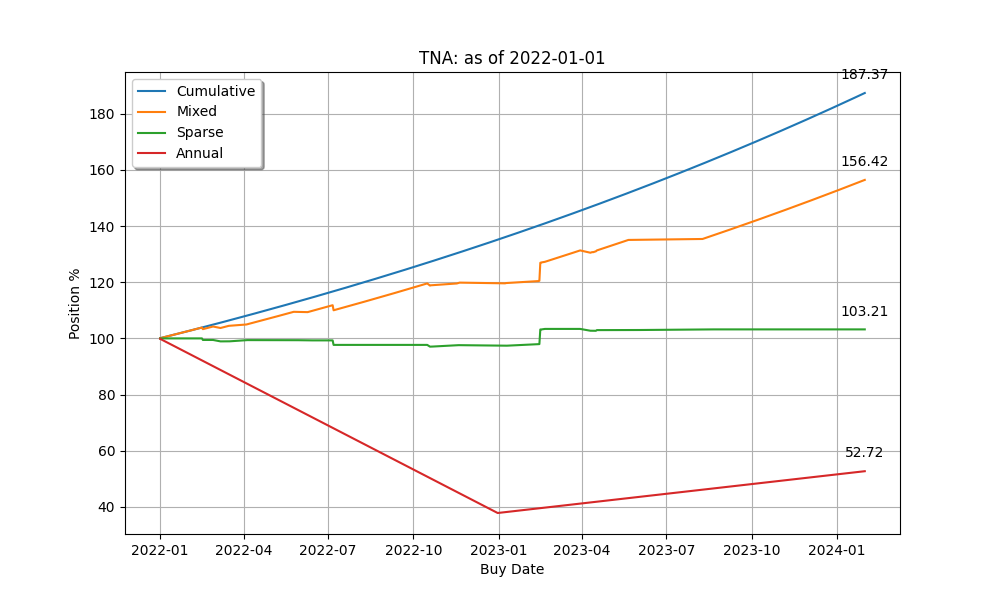 TNA: as of 2022-01-01
187.37
Cumulative
Mixed
Sparse
Annual
156.42
103.21
52.72
180
160
140
120
100
80
60
40
Position %
2022-01 2022-04 2022-07 2022-10 2023-01 2023-04 2023-07 2023-10 2024-01
Buy Date